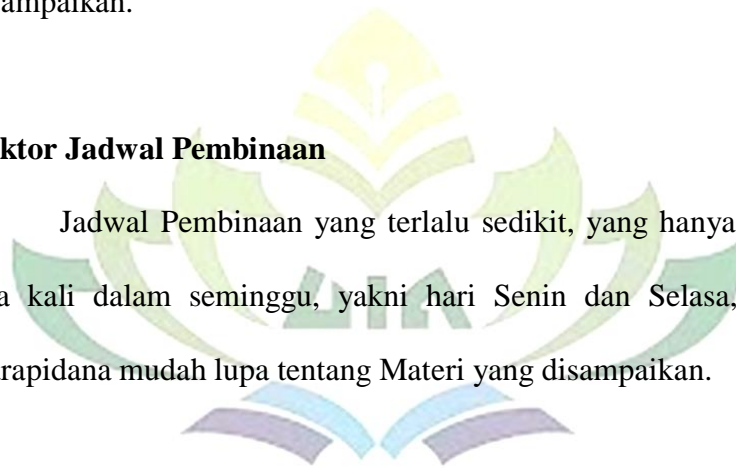 ampaikan.
ktor Jadwal Pembinaan
Jadwal Pembinaan yang terlalu sedikit, yang hanya
a kali dalam seminggu, yakni hari Senin dan Selasa,
rapidana mudah lupa tentang Materi yang disampaikan.